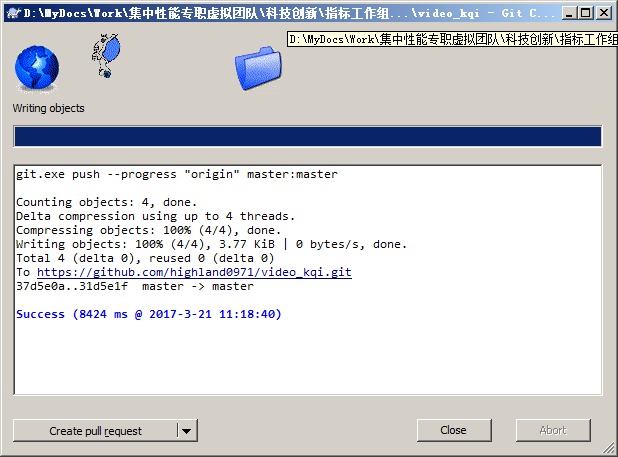 D:\MyDocs\Work\集中性能专职虚拟团队\科技创新\指标工作组...\video_kqi - Git C...
D:\MyDocs\Work\集中性能专职虚拟团队\科技创新\指标工作组
Writing objects
git.exe push --progress "origin" master:master
Counting objects: 4, done.
Delta compression using up to 4 threads.
Compressing objects: 100% (4/4), done.
Writing objects: 100% (4/4), 3.77 KiB | 0 bytes/s, done.
Total 4 (delta 0), reused 0 (delta 0)
To https://github.com/highland0971/video_kqi.git
37d5e0a..31d5e1f  master -> master
Success (8424 ms @ 2017-3-21 11:18:40)
Create pull request
Close
Abort